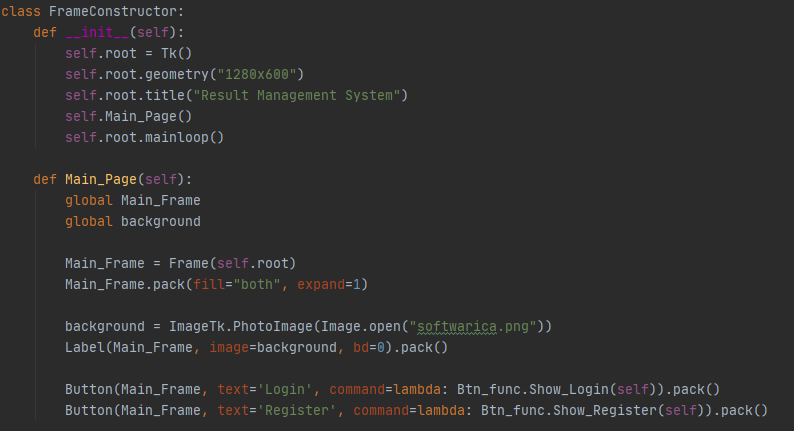 class FrameConstructor:
    def __init__(self):
        self.root = Tk()
        self.root.geometry("1280x600")
        self.root.title("Result Management System")
        self.Main_Page()
        self.root.mainloop()

    def Main_Page(self):
        global Main_Frame
        global background

        Main_Frame = Frame(self.root)
        Main_Frame.pack(fill="both", expand=1)

        background = ImageTk.PhotoImage(Image.open("softwarica.png"))
        Label(Main_Frame, image=background, bd=0).pack()

        Button(Main_Frame, text='Login', command=lambda: Btn_func.Show_Login(self)).pack()
        Button(Main_Frame, text='Register', command=lambda: Btn_func.Show_Register(self)).pack()